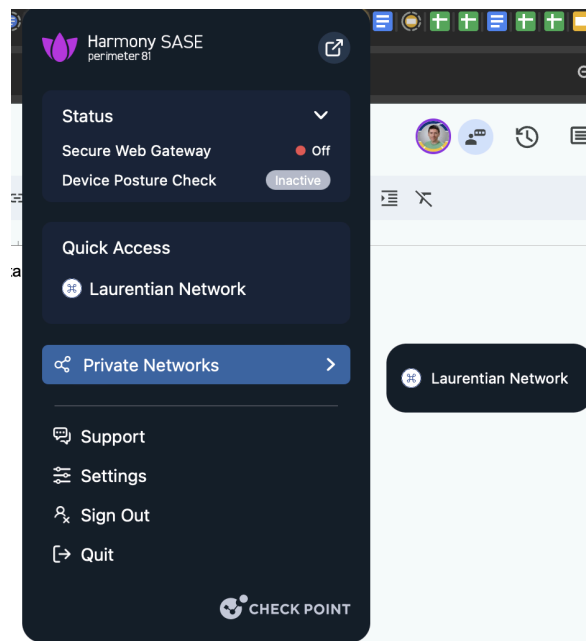 Harmony SASE
perimeter 81
Status
Secure Web Gateway
Off
Device Posture Check
Inactive
Quick Access
Laurentian Network
Private Networks
Laurentian Network
Support
Settings
Sign Out
Quit
CHECK POINT